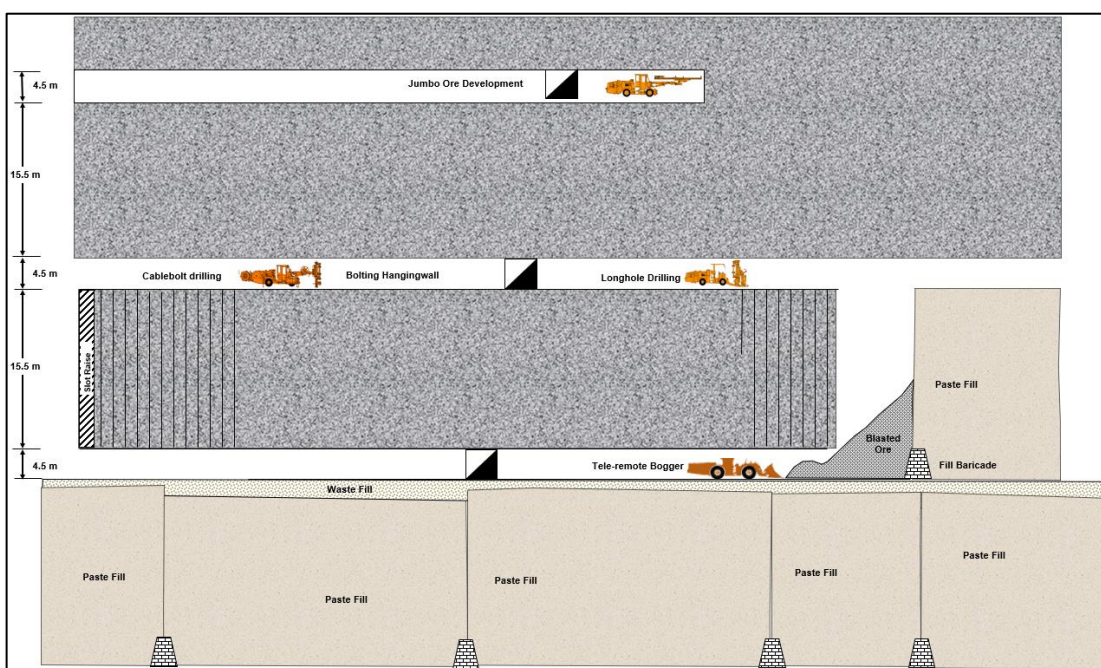 4.5 m
Jumbo Ore Development
15.5 m
4.5 m
Cablebolt drilling
Bolting Hangingwall
Longhole Drilling
15.5 m
Slot Raise
Paste Fill
Blasted
Ore
4.5 m
Tele-remote Bogger
Fill Baricade
Waste Fill
Paste Fill
Paste Fill
Paste Fill
Paste Fill
Paste Fill